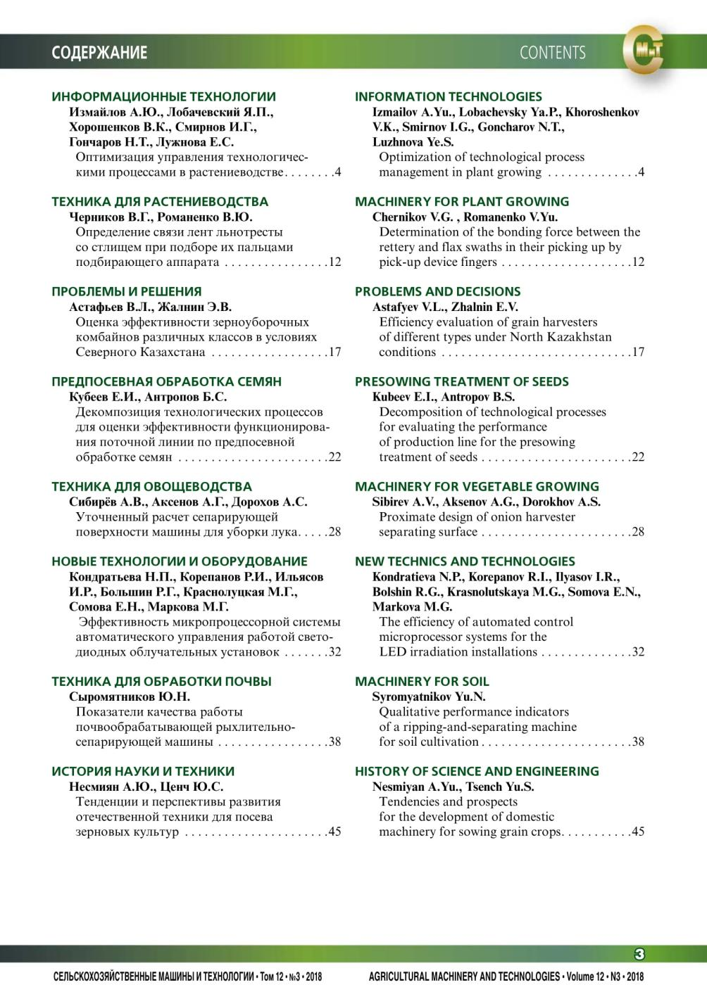 СОДЕРЖАНИЕ
CONTENTS
СМиТ
ИНФОРМАЦИОННЫЕ ТЕХНОЛОГИИ
Измайлов А.Ю., Лобачевский Я.П.,
Хорошенков В.К., Смирнов И.Г.,
Гончаров Н.Т., Лужнова Е.С.
Оптимизация управления технологичес-
кими процессами в растениеводстве. . . . . . . .4
ТЕХНИКА ДЛЯ РАСТЕНИЕВОДСТВА
Черников В.Г., Романенко В.Ю.
Определение связи лент льнотресты
со стлищем при подборе их пальцами
подбирающего аппарата . . . . . . . . . . . . . . . .12
ПРОБЛЕМЫ И РЕШЕНИЯ
Астафьев В.Л., Жалнин Э.В.
Оценка эффективности зерноуборочных
комбайнов различных классов в условиях
Северного Казахстана . . . . . . . . . . . . . . . . . .17
ПРЕДПОСЕВНАЯ ОБРАБОТКА СЕМЯН
Кубеев Е.И., Антропов Б.С.
Декомпозиция технологических процессов
для оценки эффективности функционирова-
ния поточной линии по предпосевной
обработке семян . . . . . . . . . . . . . . . . . . . . . . .22
ТЕХНИКА ДЛЯ ОВОЩЕВОДСТВА
Сибирёв А.В., Аксенов А.Г., Дорохов А.С.
Уточненный расчет сепарирующей
поверхности машины для уборки лука. . . . .28
НОВЫЕ ТЕХНОЛОГИИ И ОБОРУДОВАНИЕ
Кондратьева Н.П., Корепанов Р.И., Ильясов
И.Р., Большин Р.Г., Краснолуцкая М.Г.,
Сомова Е.Н., Маркова М.Г.
Эффективность микропроцессорной системы
автоматического управления работой свето-
диодных облучательных установок . . . . . . .32
ТЕХНИКА ДЛЯ ОБРАБОТКИ ПОЧВЫ
Сыромятников Ю.Н.
Показатели качества работы
почвообрабатывающей рыхлительно-
сепарирующей машины . . . . . . . . . . . . . . . . .38
ИСТОРИЯ НАУКИ И ТЕХНИКИ
Несмиян А.Ю., Ценч Ю.С.
Тенденции и перспективы развития
отечественной техники для посева
зерновых культур . . . . . . . . . . . . . . . . . . . . . .45
INFORMATION TECHNOLOGIES
Izmailov A.Yu., Lobachevsky Ya.P., Khoroshenkov
V.K., Smirnov I.G., Goncharov N.T.,
Luzhnova Ye.S.
Optimization of technological process
management in plant growing . . . . . . . . . . . . . .4
MACHINERY FOR PLANT GROWING
Chernikov V.G. , Romanenko V.Yu.
Determination of the bonding force between the
rettery and flax swaths in their picking up by
pick-up device fingers . . . . . . . . . . . . . . . . . . . .12
PROBLEMS AND DECISIONS
Astafyev V.L., Zhalnin E.V.
Efficiency evaluation of grain harvesters
of different types under North Kazakhstan
conditions . . . . . . . . . . . . . . . . . . . . . . . . . . . . .17
PRESOWING TREATMENT OF SEEDS
Kubeev E.I., Antropov B.S.
Decomposition of technological processes
for evaluating the performance
of production line for the presowing
treatment of seeds . . . . . . . . . . . . . . . . . . . . . . .22
MACHINERY FOR VEGETABLE GROWING
Sibirev A.V., Aksenov A.G., Dorokhov A.S.
Proximate design of onion harvester
separating surface . . . . . . . . . . . . . . . . . . . . . . .28
NEW TECHNICS AND TECHNOLOGIES
Kondratieva N.P., Korepanov R.I., Ilyasov I.R.,
Bolshin R.G., Krasnolutskaya M.G., Somova E.N.,
Markova M.G.
The efficiency of automated control
microprocessor systems for the
LED irradiation installations . . . . . . . . . . . . . .32
MACHINERY FOR SOIL
Syromyatnikov Yu.N.
Qualitative performance indicators
of a ripping-and-separating machine
for soil cultivation . . . . . . . . . . . . . . . . . . . . . . .38
HISTORY OF SCIENCE AND ENGINEERING
Nesmiyan A.Yu., Tsench Yu.S.
Tendencies and prospects
for the development of domestic
machinery for sowing grain crops. . . . . . . . . . .45
3
СЕЛЬСКОХОЗЯЙСТВЕННЫЕ МАШИНЫ И ТЕХНОЛОГИИ • Том 12 • №3 • 2018
AGRICULTURAL MACHINERY AND TECHNOLOGIES • Volume 12 • N3 • 2018